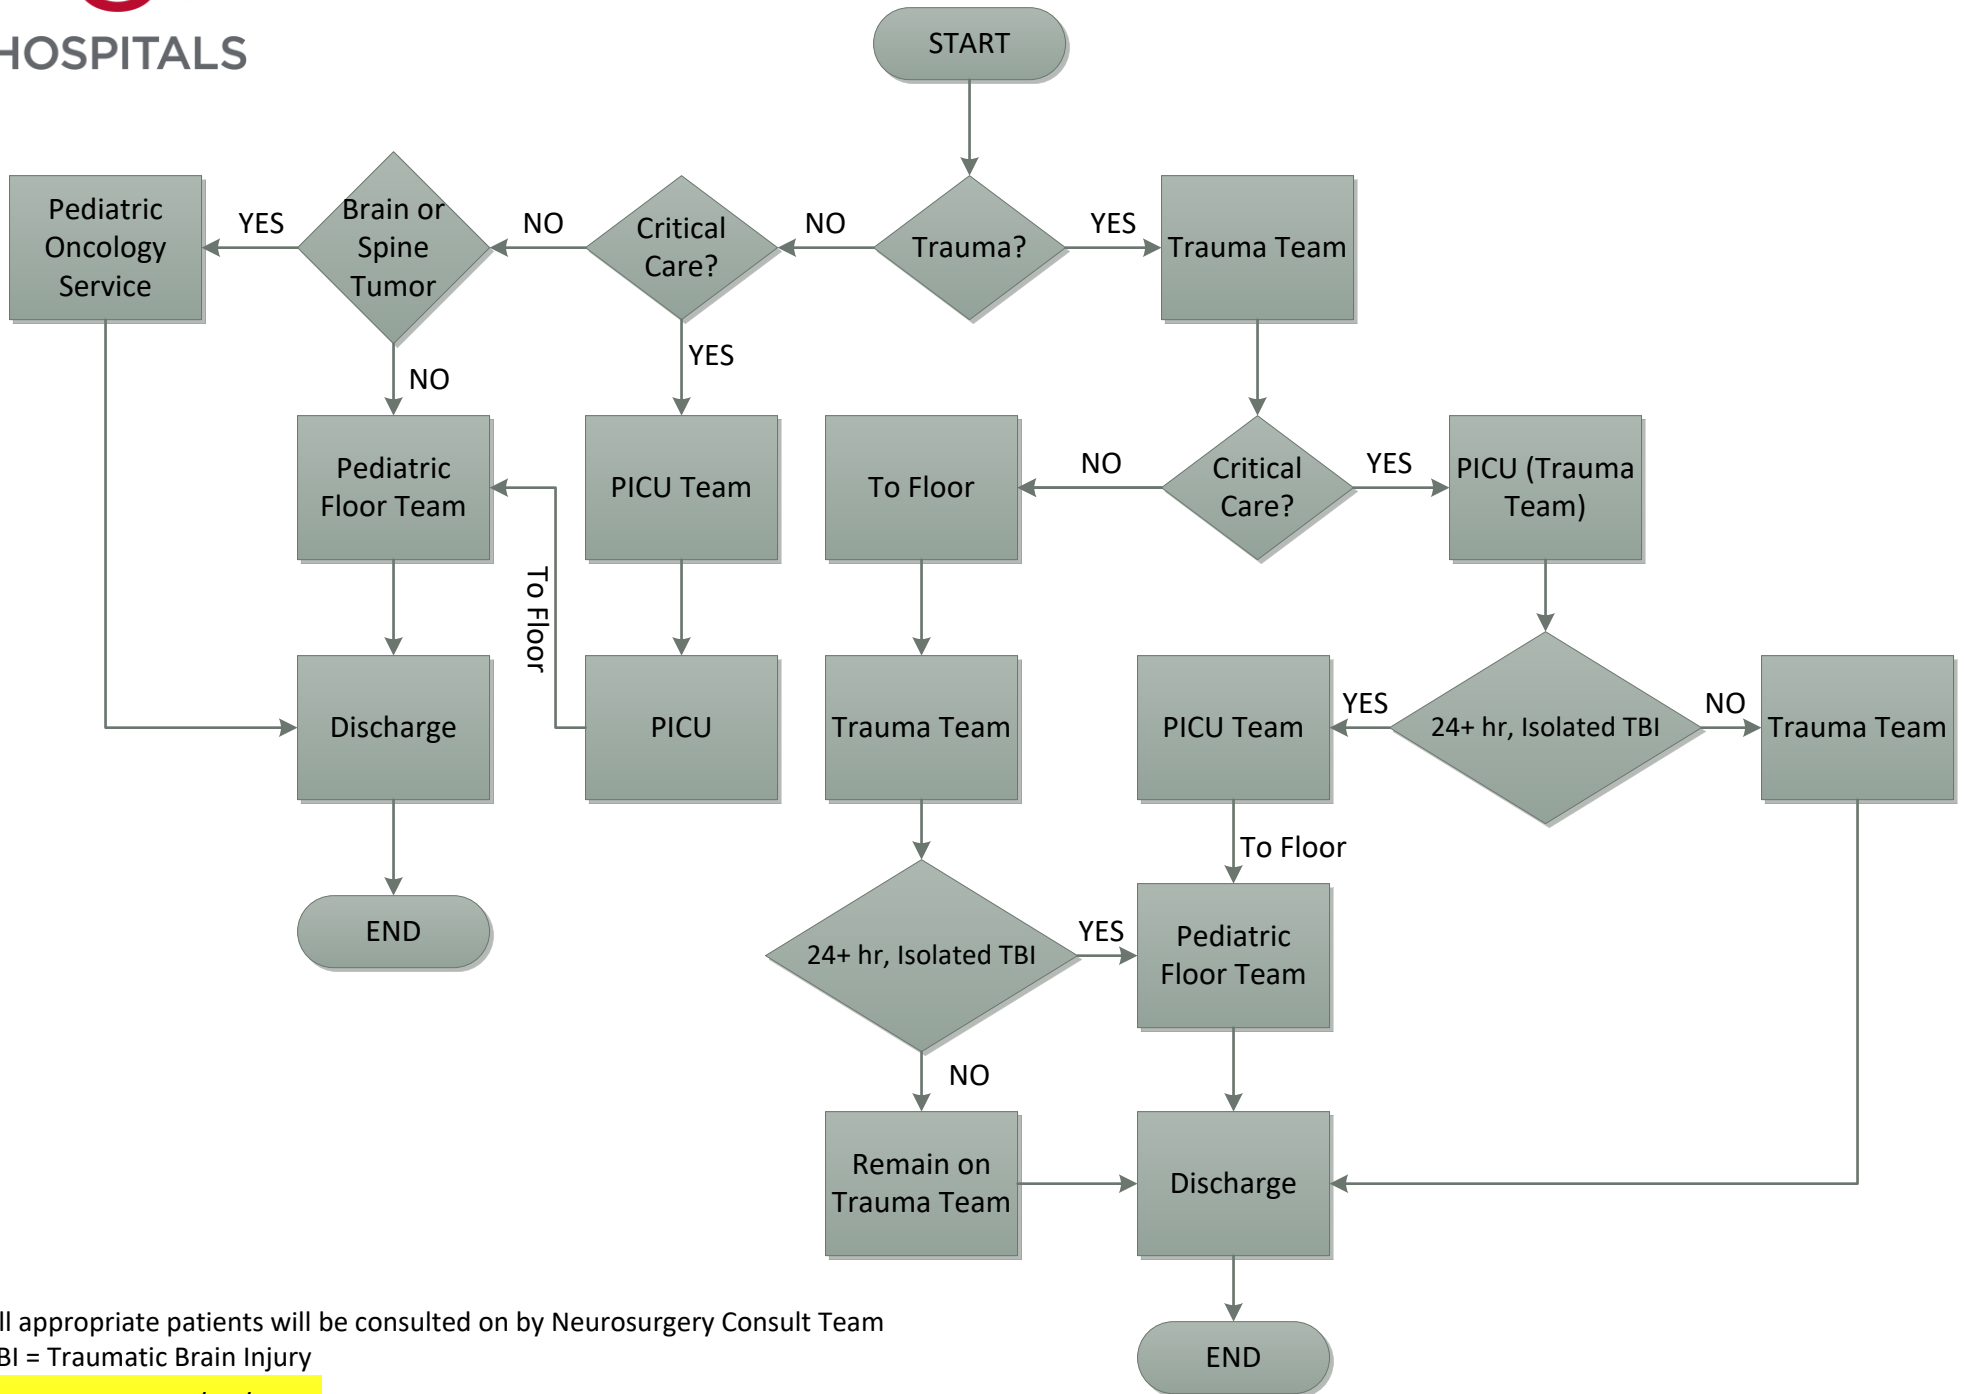 HOSPITALS
START
Pediatric
Oncology
Service
YES
Brain or
Spine
Tumor
NO
Critical
Care?
NO
Trauma?
YES
Trauma Team
NO
YES
Pediatric
Floor Team
PICU Team
To Floor
NO
Critical
Care?
YES
PICU (Trauma
Team)
To Floor
Discharge
PICU
Trauma Team
PICU Team
YES
24+ hr, Isolated TBI
NO
Trauma Team
To Floor
END
24+ hr, Isolated TBI
YES
Pediatric
Floor Team
NO
Remain on
Trauma Team
Discharge
ll appropriate patients will be consulted on by Neurosurgery Consult Team
BI = Traumatic Brain Injury
END